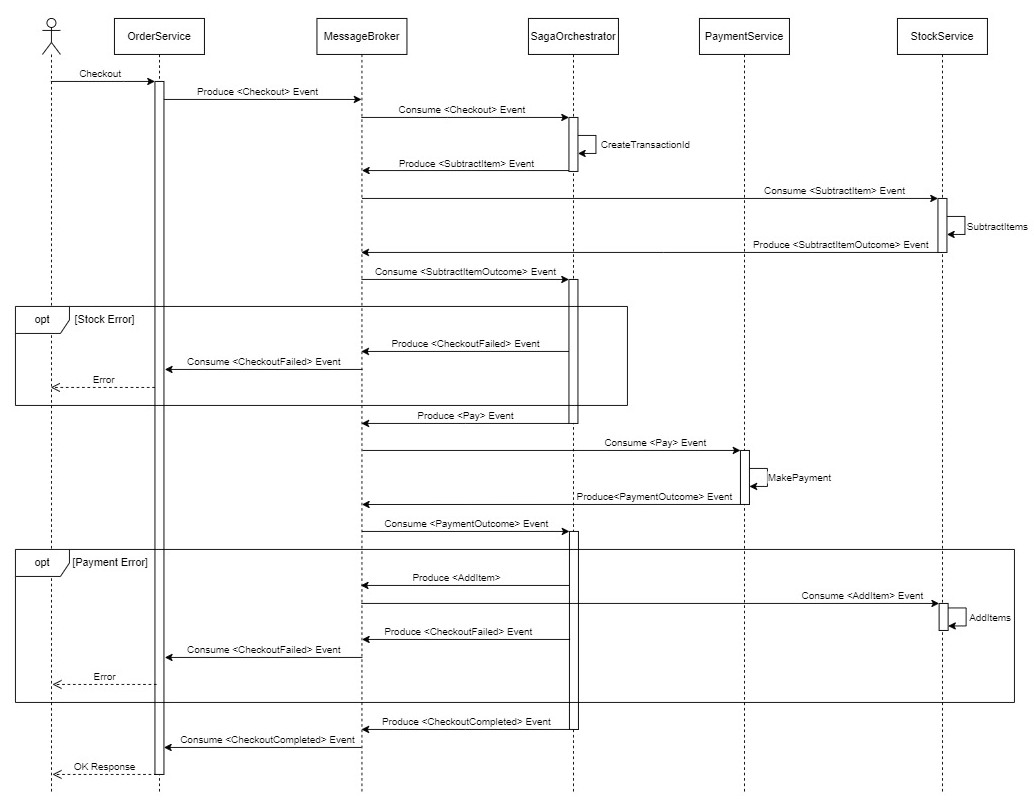 OrderService
MessageBroker
SagaOrchestrator
PaymentService
StockService
Checkout
Produce <Checkout> Event
Consume <Checkout> Event
CreateTransactionId
Produce <SubtractItem> Event
Consume <SubtractItem> Event
SubtractItems
Produce <SubtractItemOutcome> Event
Consume <SubtractItemOutcome> Event
opt
[Stock Error]
Produce <CheckoutFailed> Event
Consume <CheckoutFailed> Event
Error
Produce <Pay> Event
Consume <Pay> Event
MakePayment
Produce<PaymentOutcome> Event
Consume <PaymentOutcome> Event
opt
[Payment Error]
Produce <AddItem>
Consume <AddItem> Event
AddItems
Produce <CheckoutFailed> Event
Consume <CheckoutFailed> Event
Error
Produce <CheckoutCompleted> Event
Consume <CheckoutCompleted> Event
OK Response